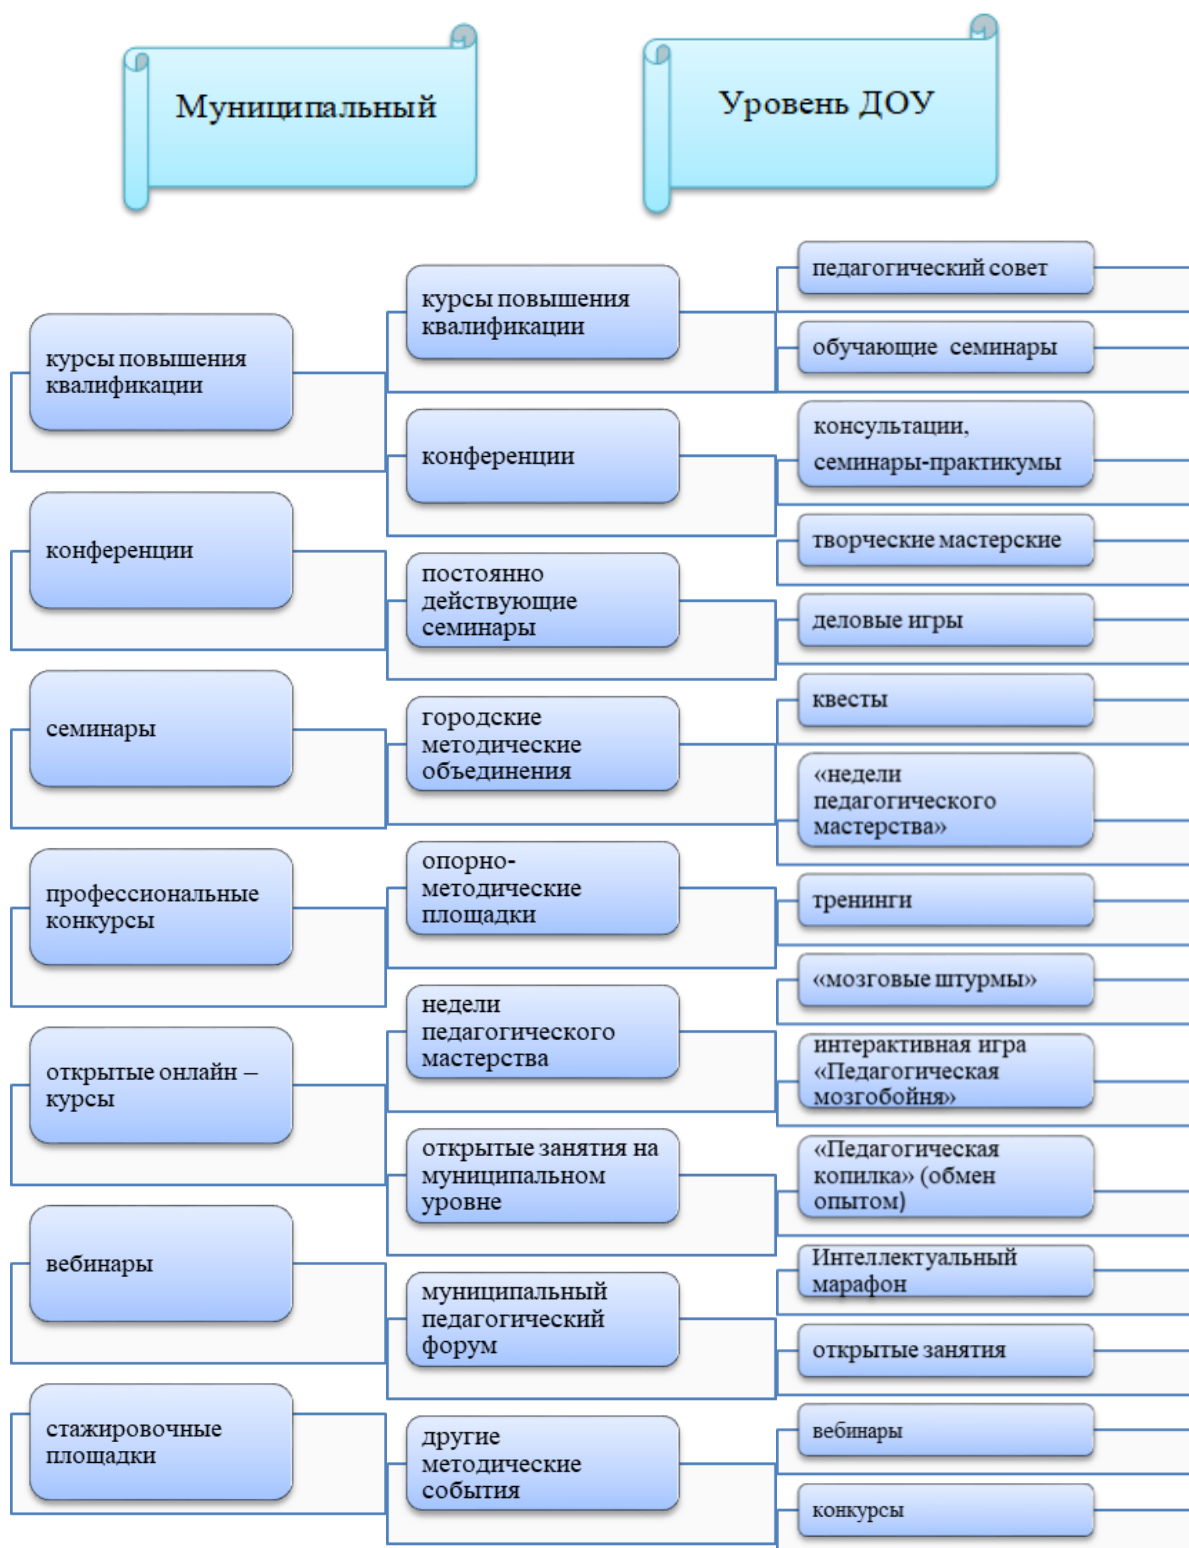 Муниципальный
Уровень ДОУ
курсы повышения
квалификации
конференции
семинары
профессиональные
конкурсы
открытые онлайн –
курсы
вебинары
стажировочные
площадки
курсы повышения
квалификации
конференции
постоянно
действующие
семинары
городские
методические
объединения
опорно-
методические
площадки
недели
педагогического
мастерства
открытые занятия на
муниципальном
уровне
муниципальный
педагогический
форум
другие
методические
события
педагогический совет
обучающие семинары
консультации,
семинары-практикумы
творческие мастерские
деловые игры
квесты
«недели
педагогического
мастерства»
тренинги
«мозговые штурмы»
интерактивная игра
«Педагогическая
мозгобойня»
«Педагогическая
копилка» (обмен
опытом)
Интеллектуальный
марафон
открытые занятия
вебинары
конкурсы